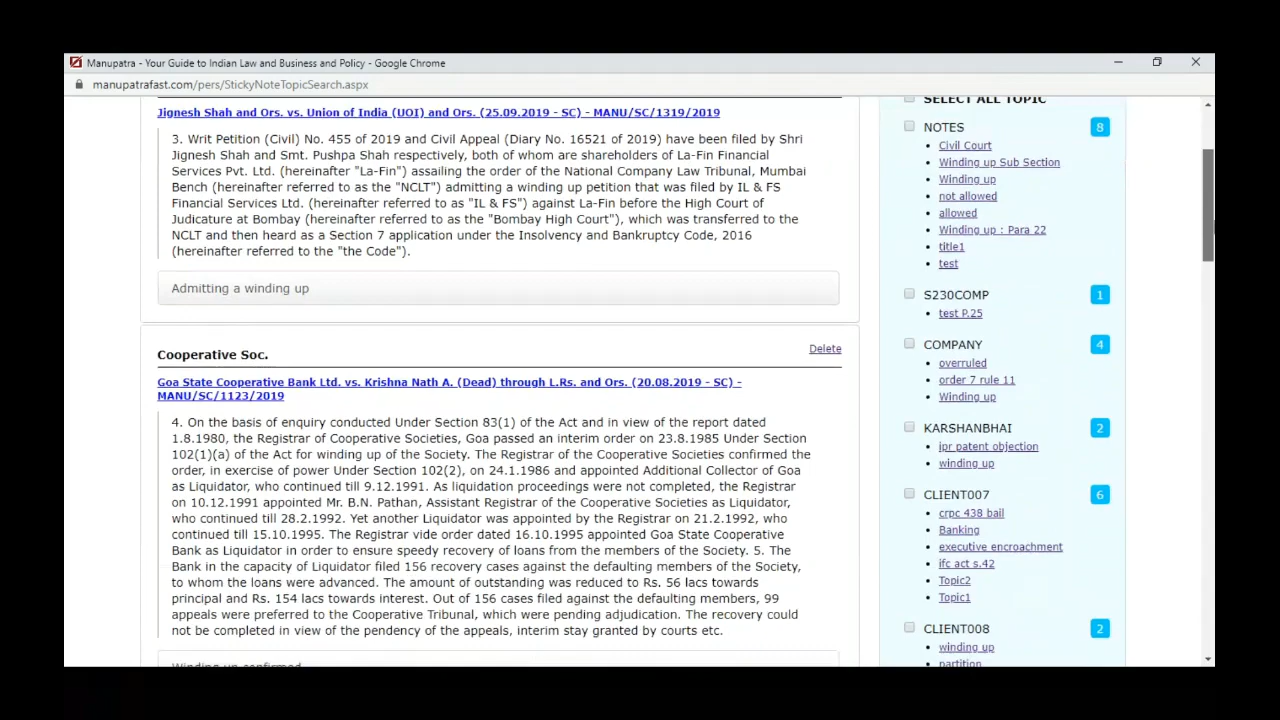 Manupatra - Your Guide to Indian Law and Business and Policy - Google Chrome
manupatrafast.com/pers/StickyNoteTopicSearch.aspx
Jignesh Shah and Ors. vs. Union of India (UOI) and Ors. (25.09.2019 - SC) - MANU/SC/1319/2019
3. Writ Petition (Civil) No. 455 of 2019 and Civil Appeal (Diary No. 16521 of 2019) have been filed by Shri
Jignesh Shah and Smt. Pushpa Shah respectively, both of whom are shareholders of La-Fin Financial
Services Pvt. Ltd. (hereinafter "La-Fin") assailing the order of the National Company Law Tribunal, Mumbai
Bench (hereinafter referred to as the "NCLT") admitting a winding up petition that was filed by IL & FS
Financial Services Ltd. (hereinafter referred to as "IL & FS") against La-Fin before the High Court of
Judicature at Bombay (hereinafter referred to as the "Bombay High Court"), which was transferred to the
NCLT and then heard as a Section 7 application under the Insolvency and Bankruptcy Code, 2016
(hereinafter referred to as "the Code").
Admitting a winding up
Cooperative Soc.
Delete
Goa State Cooperative Bank Ltd. vs. Krishna Nath A. (Dead) through L.Rs. and Ors. (20.08.2019 - SC) -
MANU/SC/1123/2019
4. On the basis of enquiry conducted Under Section 83(1) of the Act and in view of the report dated
1.8.1980, the Registrar of Cooperative Societies, Goa passed an interim order on 23.8.1985 Under Section
102(1)(a) of the Act for winding up of the Society. The Registrar of the Cooperative Societies confirmed the
order, in exercise of power Under Section 102(2), on 24.1.1986 and appointed Additional Collector of Goa
as Liquidator, who continued till 9.12.1991. As liquidation proceedings were not completed, the Registrar
on 10.12.1991 appointed Mr. B.N. Pathan, Assistant Registrar of the Cooperative Societies as Liquidator,
who continued till 28.2.1992. Yet another Liquidator was appointed by the Registrar on 21.2.1992, who
continued till 15.10.1995. The Registrar vide order dated 16.10.1995 appointed Goa State Cooperative
Bank as Liquidator in order to ensure speedy recovery of loans from the members of the Society. 5. The
Bank in the capacity of Liquidator filed 156 recovery cases against the defaulting members of the Society,
to whom the loans were advanced. The amount of outstanding was reduced to Rs. 56 lacs towards
principal and Rs. 154 lacs towards interest. Out of 156 cases filed against the defaulting members, 99
appeals were preferred to the Cooperative Tribunal, which were pending adjudication. The recovery could
not be completed in view of the pendency of the appeals, interim stay granted by courts etc.
Winding up confirmed
SELECT ALL TOPIC
NOTES 8
Civil Court
Winding up Sub Section
Winding up
not allowed
allowed
Winding up : Para 22
title1
test
S230COMP 1
test P.25
COMPANY 4
overruled
order 7 rule 11
Winding up
KARSHANBHAI 2
ipr patent objection
winding up
CLIENT007 6
crpc 438 bail
Banking
executive encroachment
ifc act s.42
Topic2
Topic1
CLIENT008 2
winding up
partition